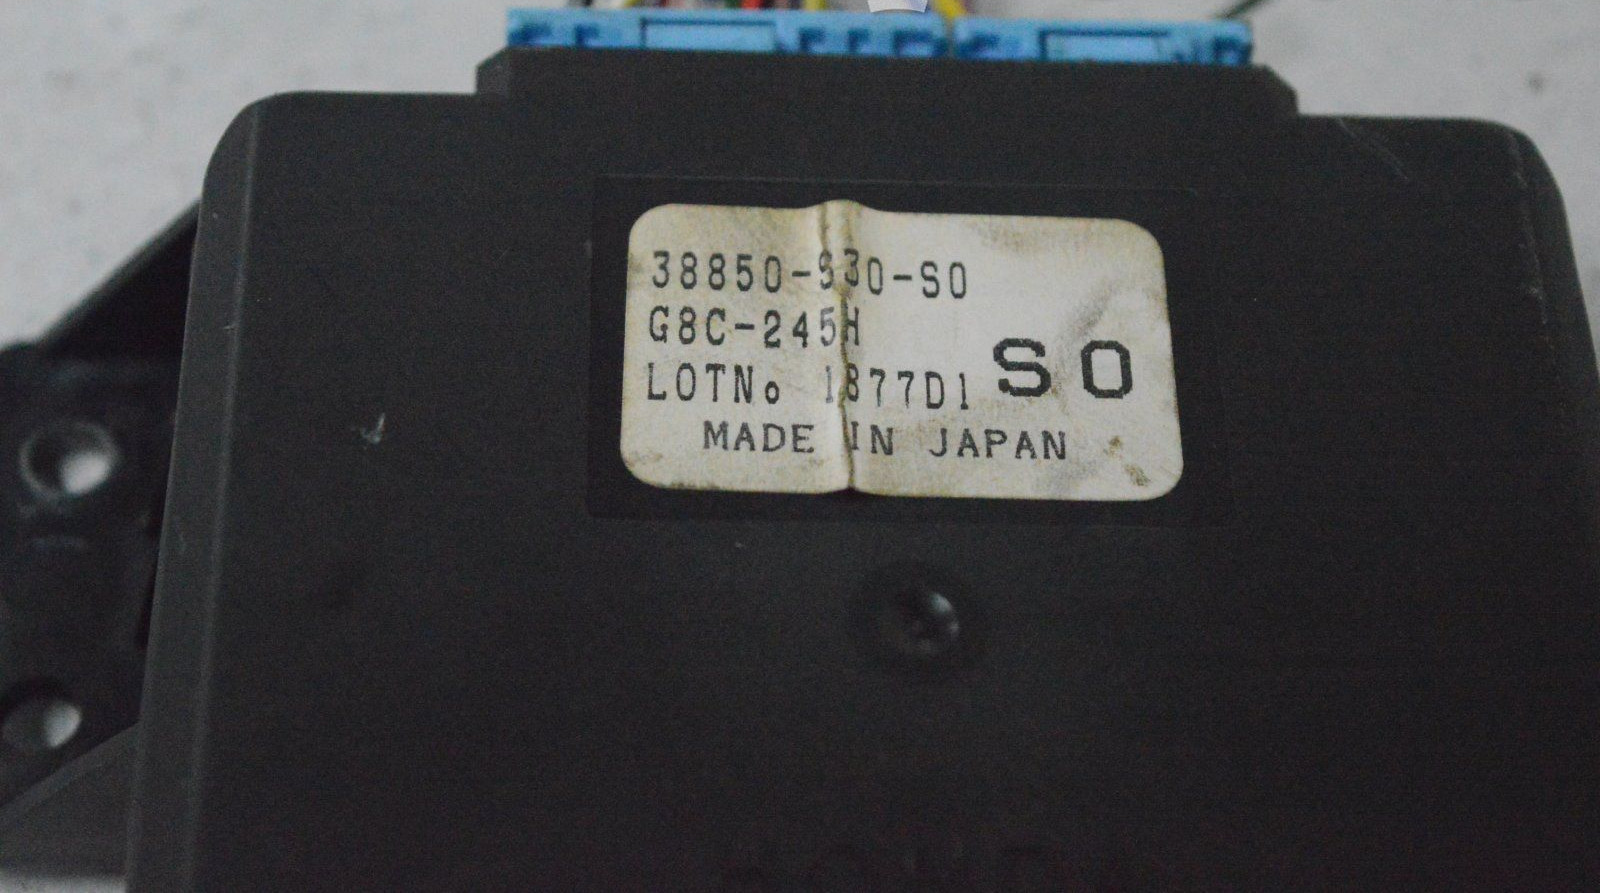 38850-S30-S0
G8C-245H
LOTNo 1877D1
S0
MADE IN JAPAN